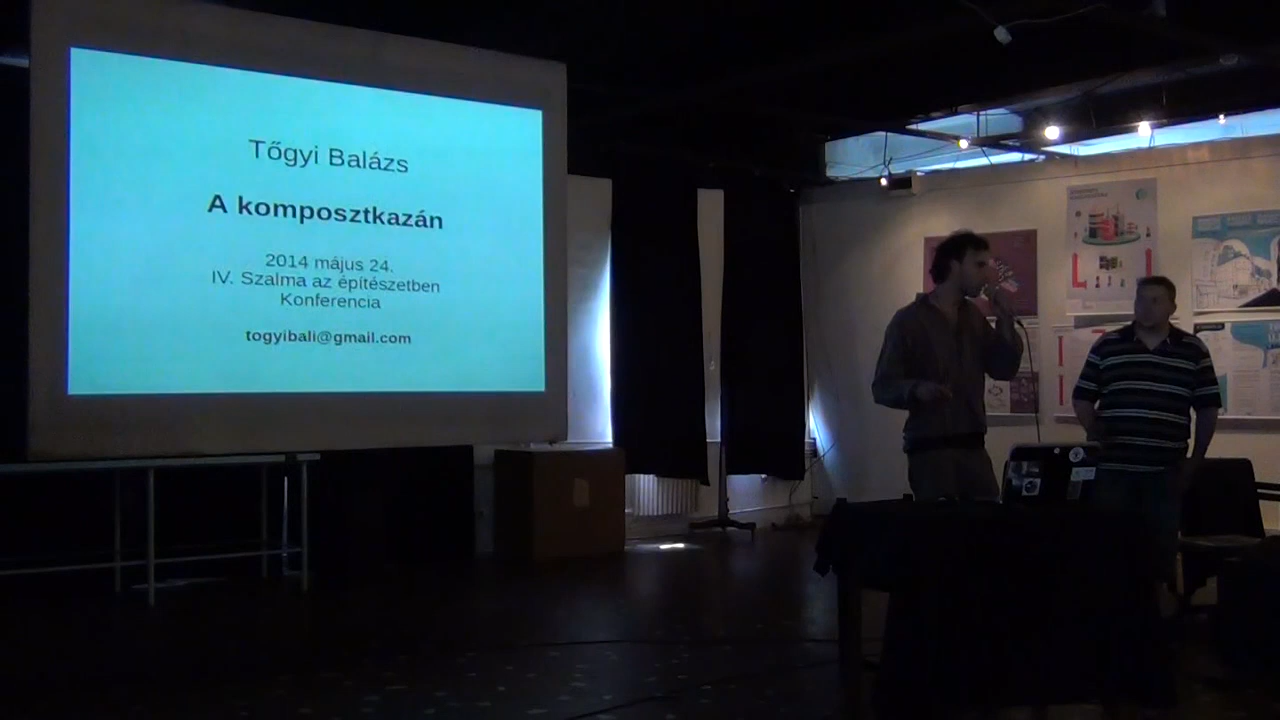 Tőgyi Balázs
A komposztkazán
2014 május 24.
IV. Szalma az építészetben
Konferencia
togyibali@gmail.com